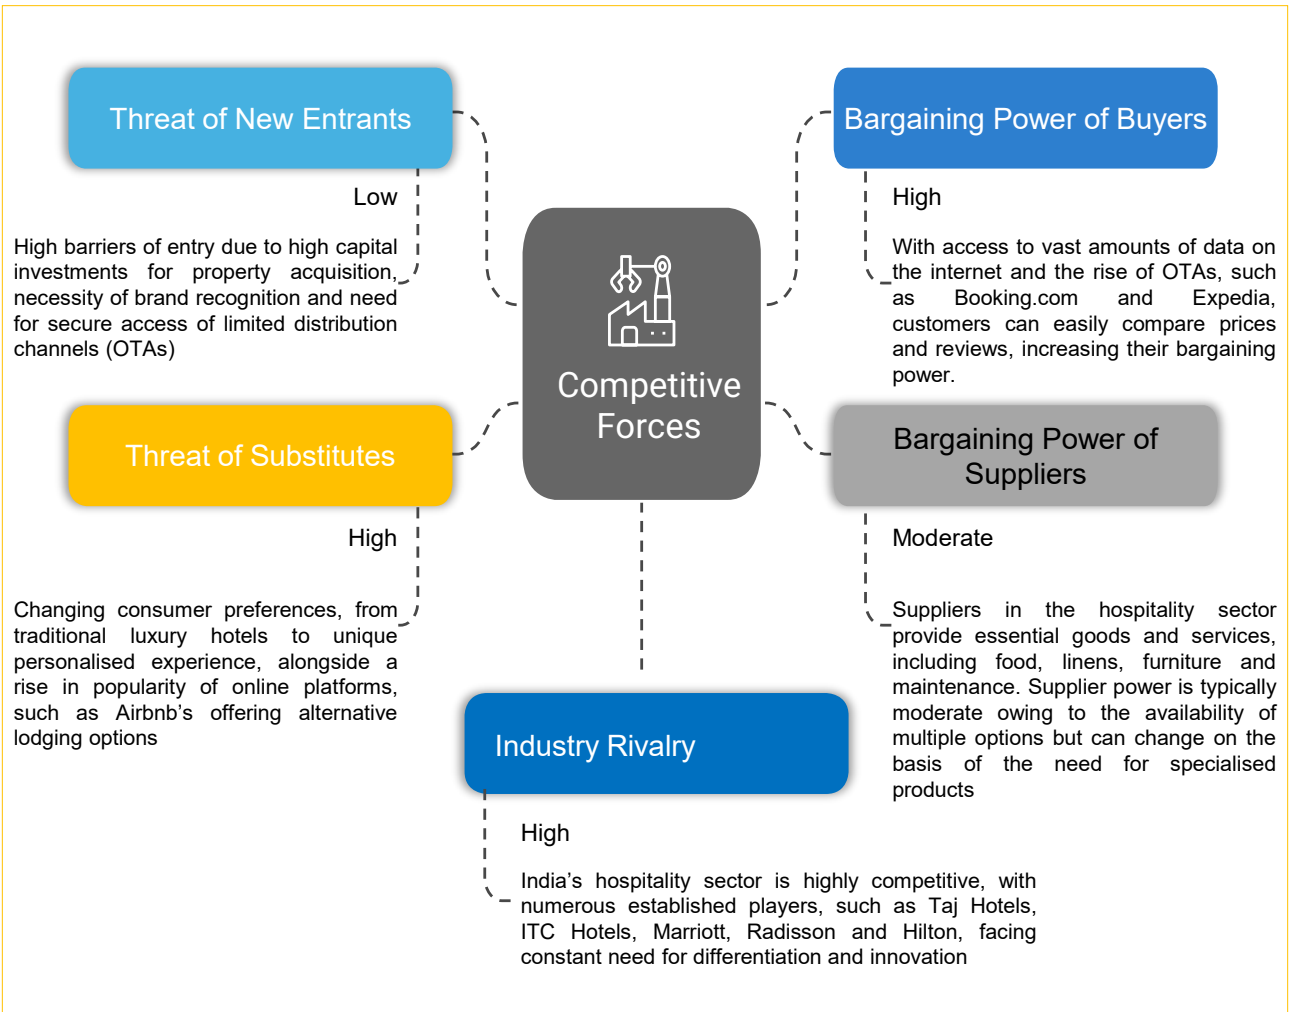 Threat of New Entrants
Low
High barriers of entry due to high capital
investments for property acquisition,
necessity of brand recognition and need
for secure access of limited distribution
channels (OTAs)
Bargaining Power of Buyers
High
With access to vast amounts of data on
the internet and the rise of OTAs, such
as Booking.com and Expedia,
customers can easily compare prices
and reviews, increasing their bargaining
power.
Competitive
Forces
Threat of Substitutes
High
Changing consumer preferences, from
traditional luxury hotels to unique
personalised experience, alongside a
rise in popularity of online platforms,
such as Airbnb’s offering alternative
lodging options
Bargaining Power of
Suppliers
Moderate
Suppliers in the hospitality sector
provide essential goods and services,
including food, linens, furniture and
maintenance. Supplier power is typically
moderate owing to the availability of
multiple options but can change on the
basis of the need for specialised
products
Industry Rivalry
High
India’s hospitality sector is highly competitive, with
numerous established players, such as Taj Hotels,
ITC Hotels, Marriott, Radisson and Hilton, facing
constant need for differentiation and innovation